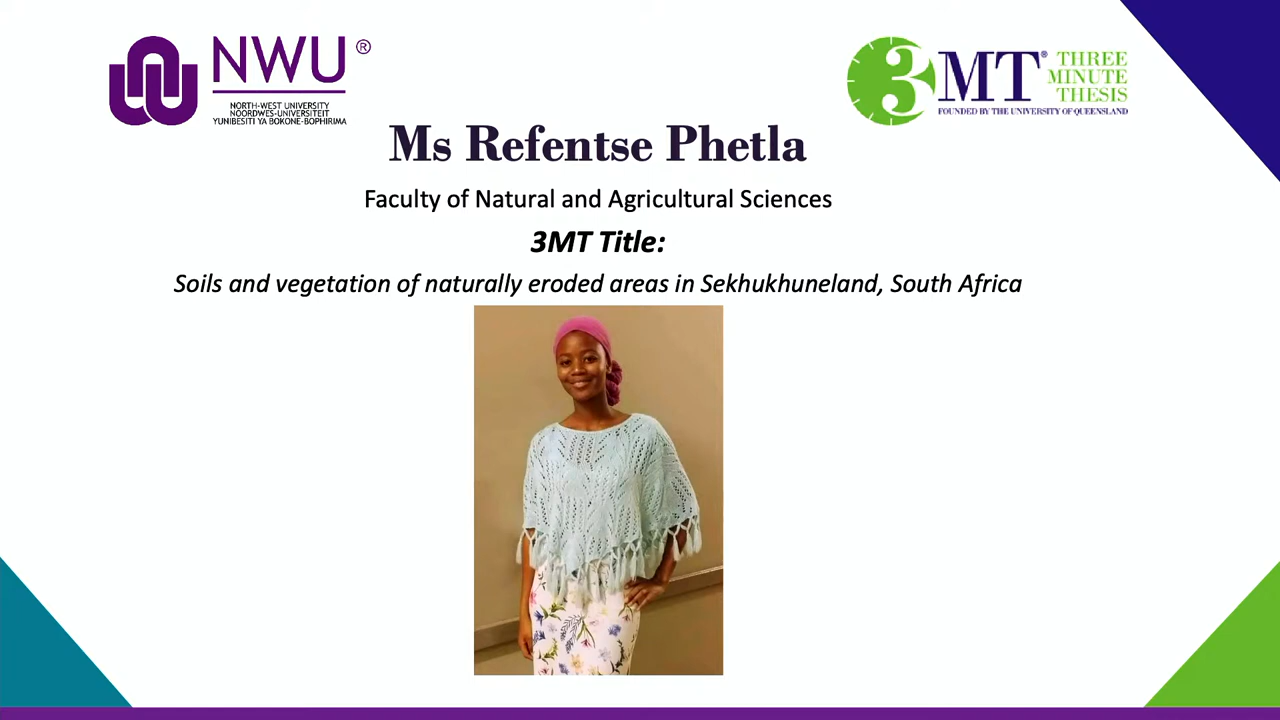 NWU®
NORTH-WEST UNIVERSITY
NOORDWES-UNIVERSITEIT
YUNIBESITI YA BOKONE-BOPHIRIMA
3MT®
THREE
MINUTE
THESIS
FOUNDED BY THE UNIVERSITY OF QUEENSLAND
Ms Refentse Phetla
Faculty of Natural and Agricultural Sciences
3MT Title:
Soils and vegetation of naturally eroded areas in Sekhukhuneland, South Africa